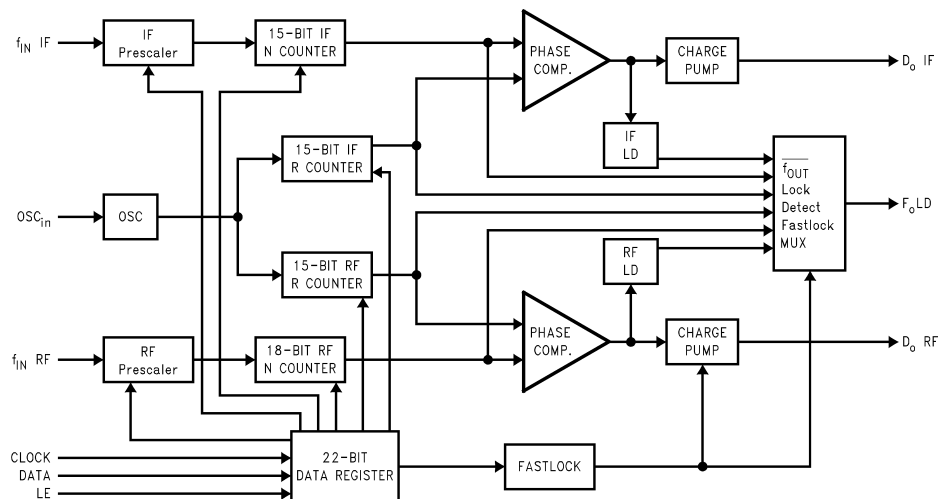 f_IN IF
IF
Prescaler
15-BIT IF
N COUNTER
PHASE
COMP.
CHARGE
PUMP
D_o IF
IF
LD
15-BIT IF
R COUNTER
OSC_in
OSC
f_OUT
Lock
Detect
Fastlock
MUX
F_oLD
15-BIT RF
R COUNTER
RF
LD
f_IN RF
RF
Prescaler
18-BIT RF
N COUNTER
PHASE
COMP.
CHARGE
PUMP
D_o RF
CLOCK
DATA
LE
22-BIT
DATA REGISTER
FASTLOCK